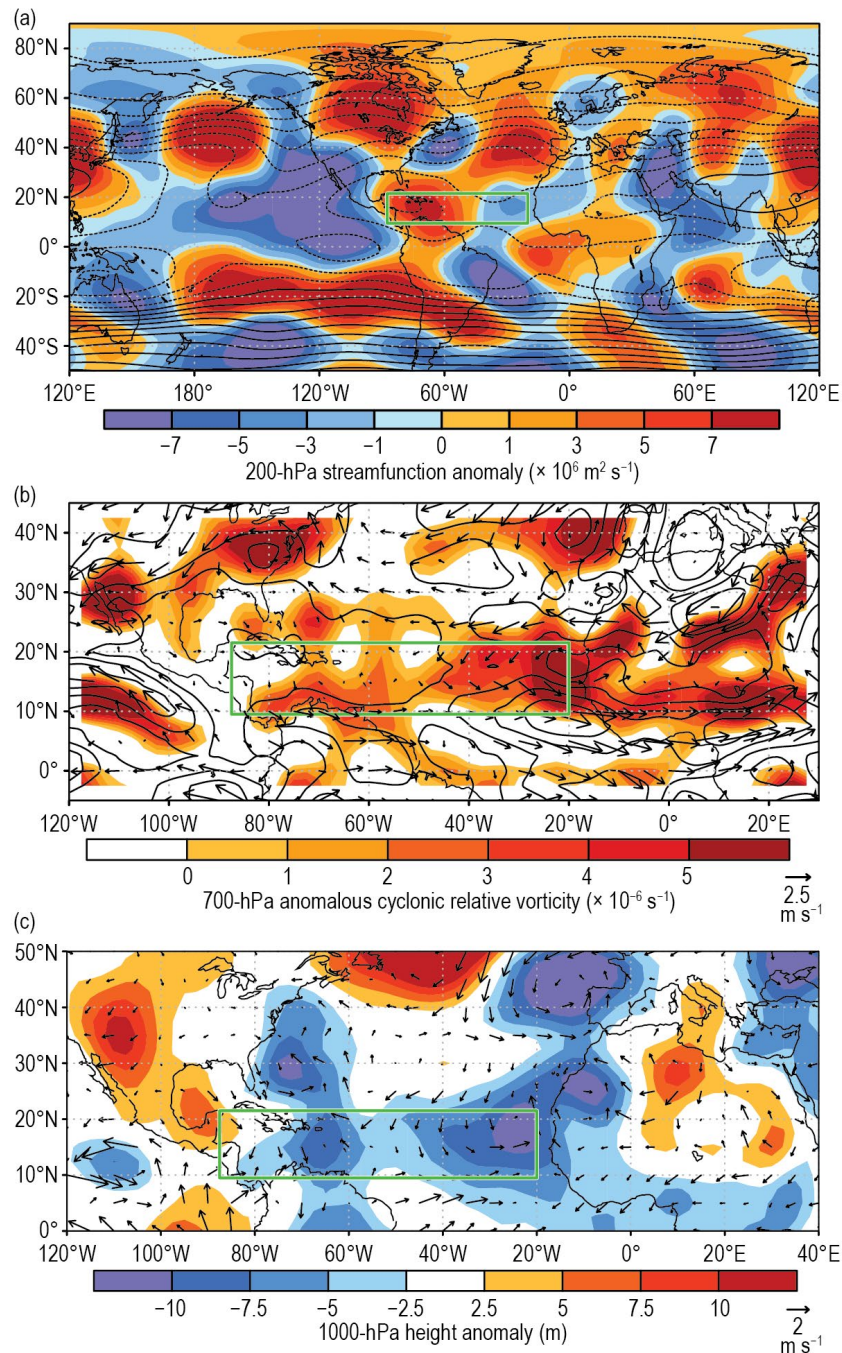 (a)
80°N
60°N
40°N
20°N
0°
20°S
40°S
120°E 180° 120°W 60°W 0° 60°E 120°E
−7 −5 −3 −1 0 1 3 5 7
200-hPa streamfunction anomaly (× 10⁶ m² s⁻¹)
(b)
40°N
30°N
20°N
10°N
0°
120°W 100°W 80°W 60°W 40°W 20°W 0° 20°E
0 1 2 3 4 5
700-hPa anomalous cyclonic relative vorticity (× 10⁻⁶ s⁻¹)
2.5
m s⁻¹
(c)
50°N
40°N
30°N
20°N
10°N
0°
120°W 100°W 80°W 60°W 40°W 20°W 0° 20°E 40°E
−10 −7.5 −5 −2.5 2.5 5 7.5 10
1000-hPa height anomaly (m)
2
m s⁻¹